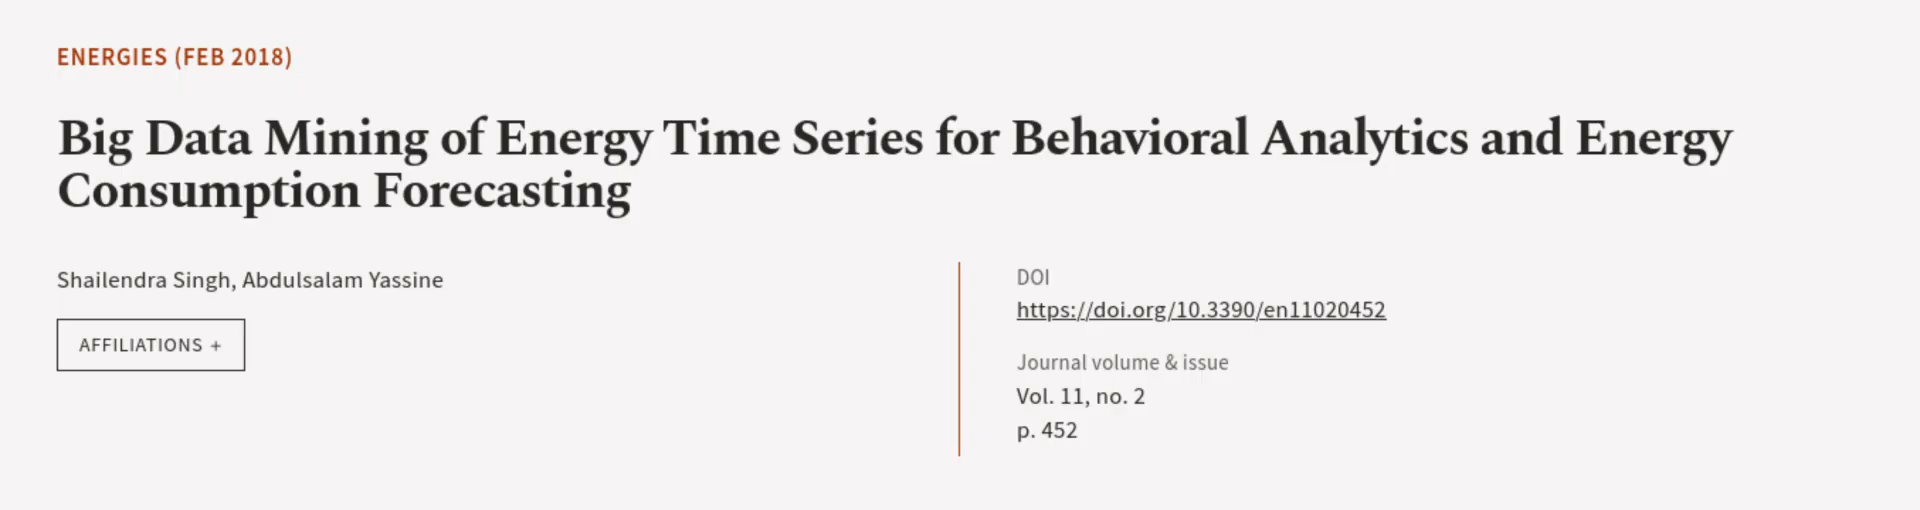 ENERGIES (FEB 2018)
Big Data Mining of Energy Time Series for Behavioral Analytics and Energy
Consumption Forecasting
Shailendra Singh, Abdulsalam Yassine
AFFILIATIONS +
DOI
https://doi.org/10.3390/en11020452
Journal volume & issue
Vol. 11, no. 2
p. 452